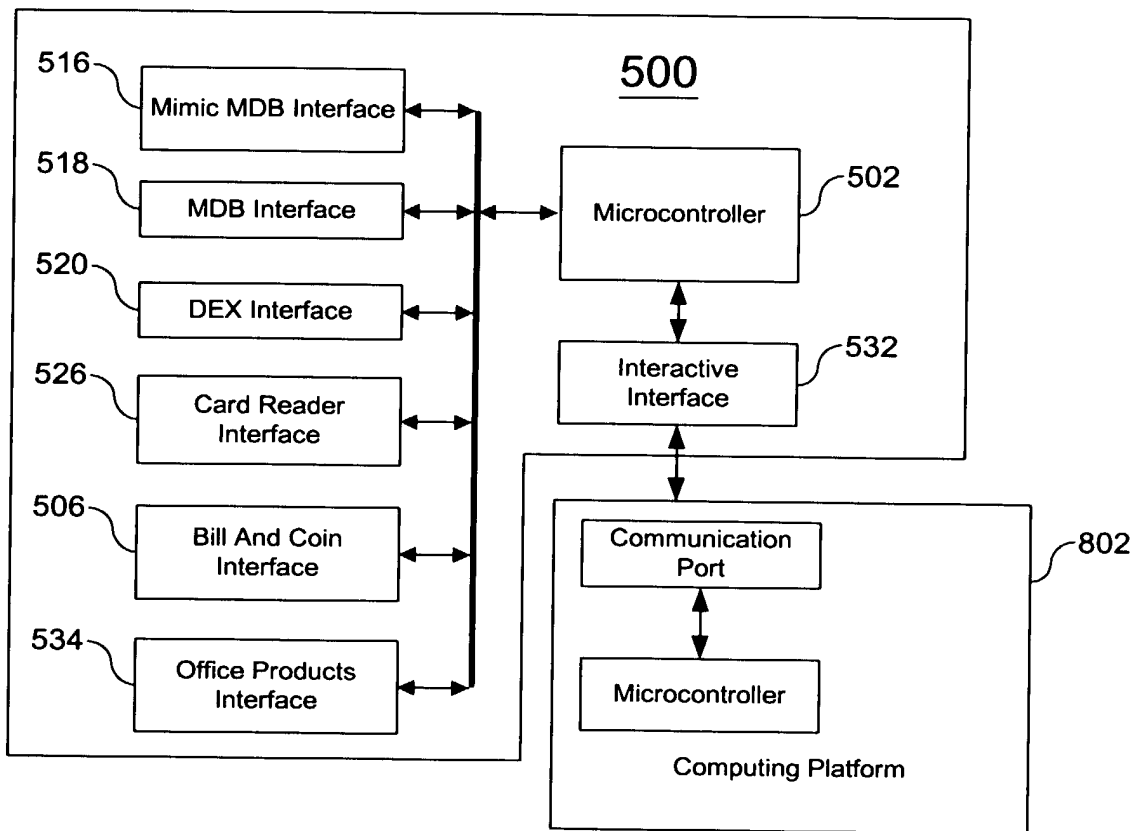 500
516
Mimic MDB Interface
518
MDB Interface
520
DEX Interface
526
Card Reader
Interface
506
Bill And Coin
Interface
534
Office Products
Interface
Microcontroller
502
Interactive
Interface
532
Communication
Port
802
Microcontroller
Computing Platform